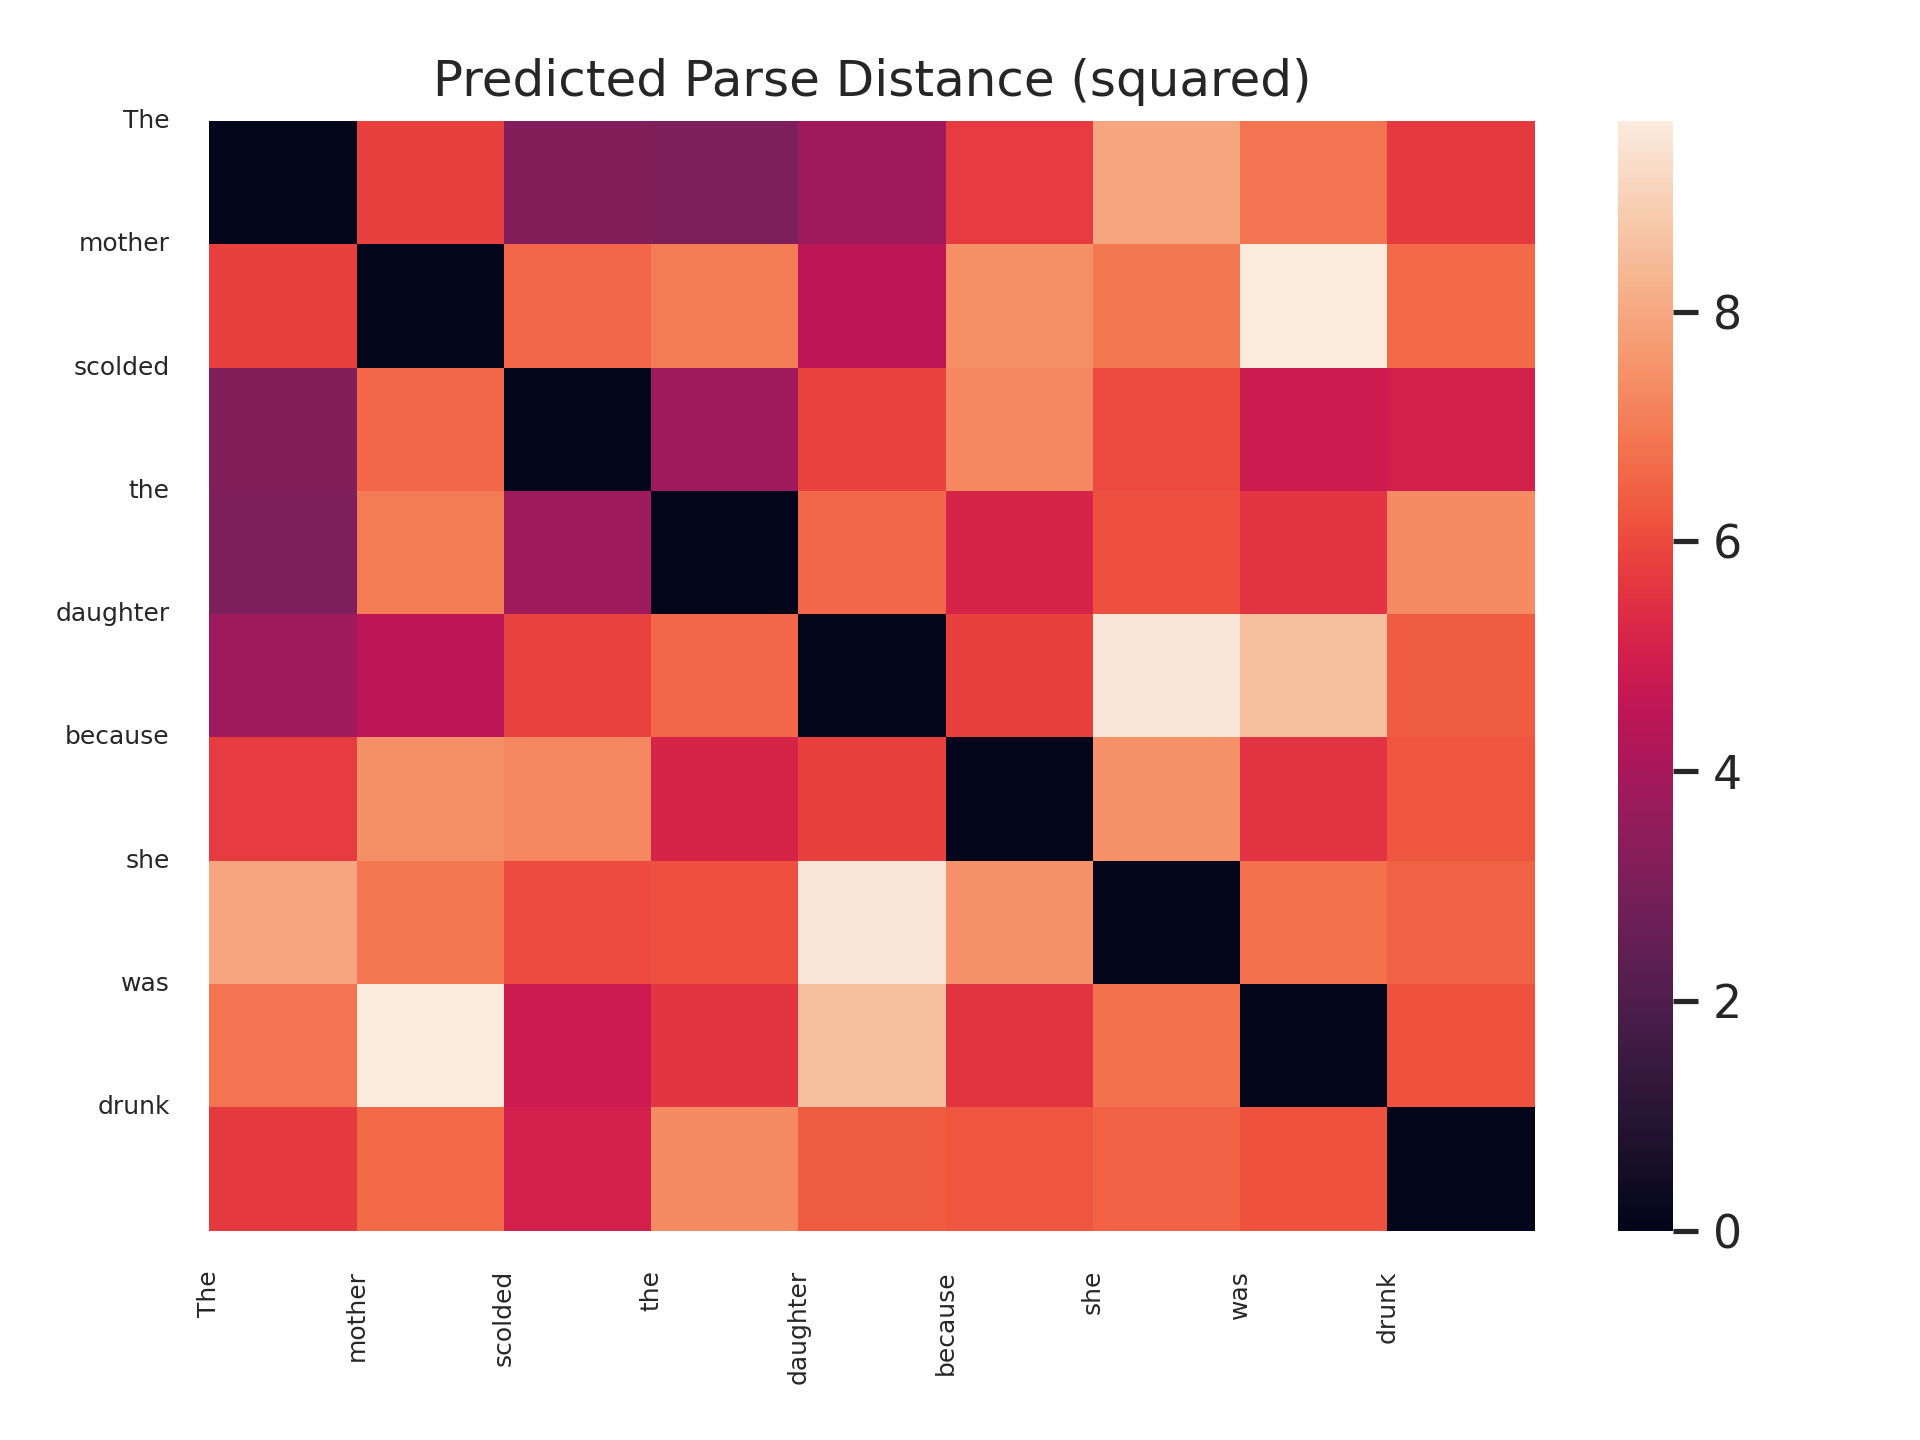 Predicted Parse Distance (squared)
The
mother
scolded
the
daughter
because
she
was
drunk
8
6
4
2
0
The
mother
scolded
the
daughter
because
she
was
drunk